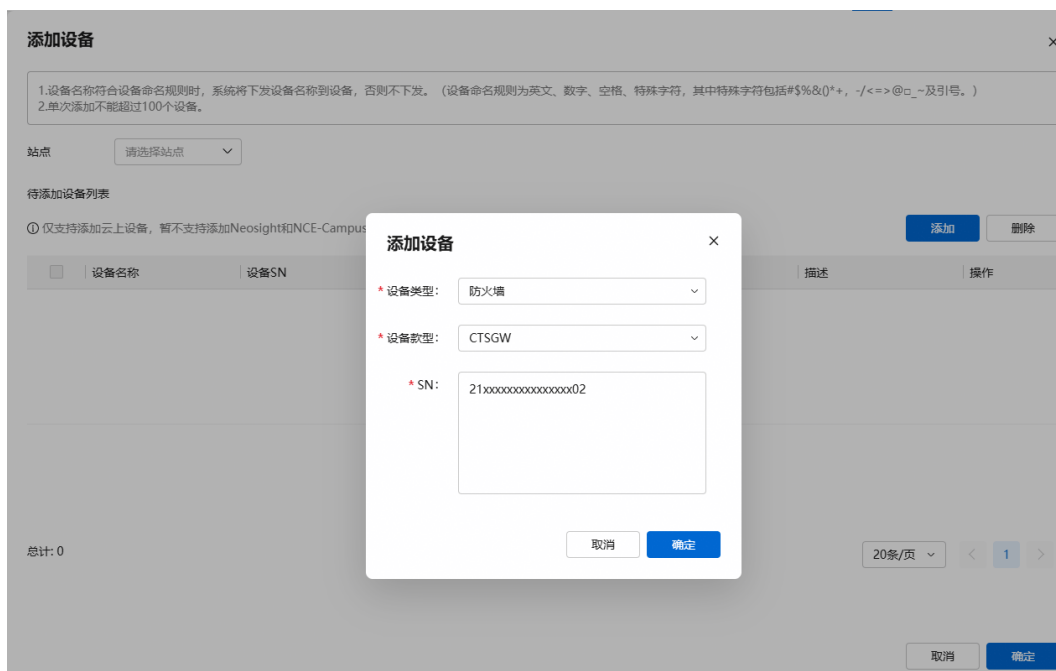 添加设备
1.设备名称符合设备命名规则时，系统将下发设备名称到设备，否则不下发。（设备命名规则为英文、数字、空格、特殊字符，其中特殊字符包括#$%&()*+，-/<=>@□_~及引号。）
2.单次添加不能超过100个设备。
站点
请选择站点
待添加设备列表
仅支持添加云上设备，暂不支持添加Neosight和NCE-Campus
添加
删除
设备名称
设备SN
描述
操作
添加设备
* 设备类型：
防火墙
* 设备款型：
CTSGW
* SN：
21xxxxxxxxxxxxxxx02
取消
确定
总计: 0
20条/页
1
取消
确定